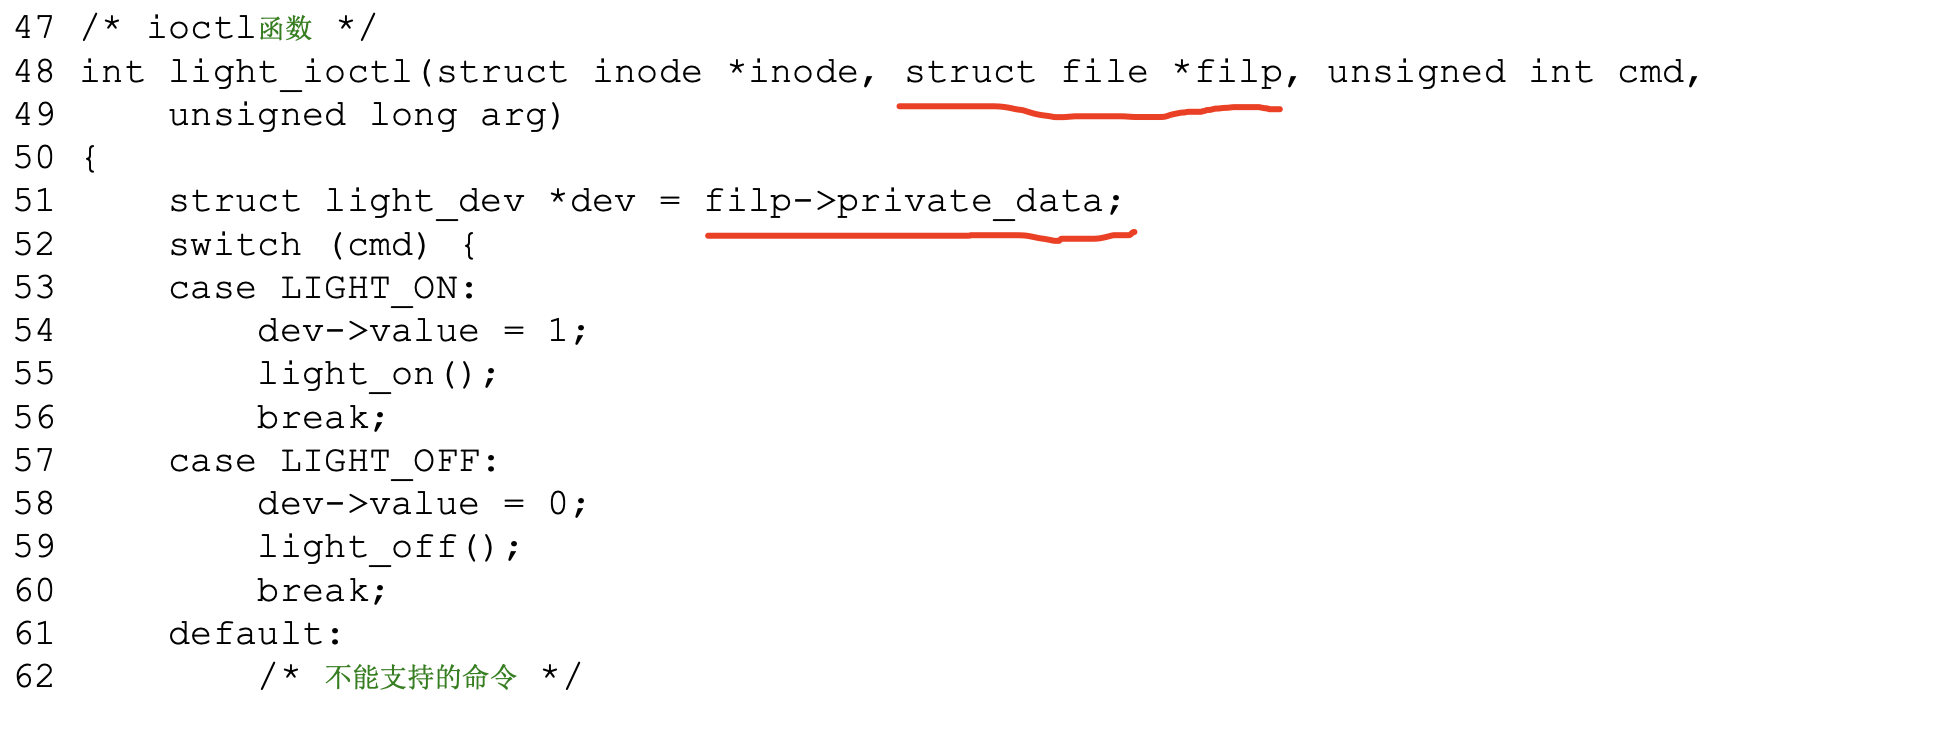 47 /* ioctl函数 */
48 int light_ioctl(struct inode *inode, struct file *filp, unsigned int cmd,
49     unsigned long arg)
50 {
51     struct light_dev *dev = filp->private_data;
52     switch (cmd) {
53     case LIGHT_ON:
54         dev->value = 1;
55         light_on();
56         break;
57     case LIGHT_OFF:
58         dev->value = 0;
59         light_off();
60         break;
61     default:
62         /* 不能支持的命令 */